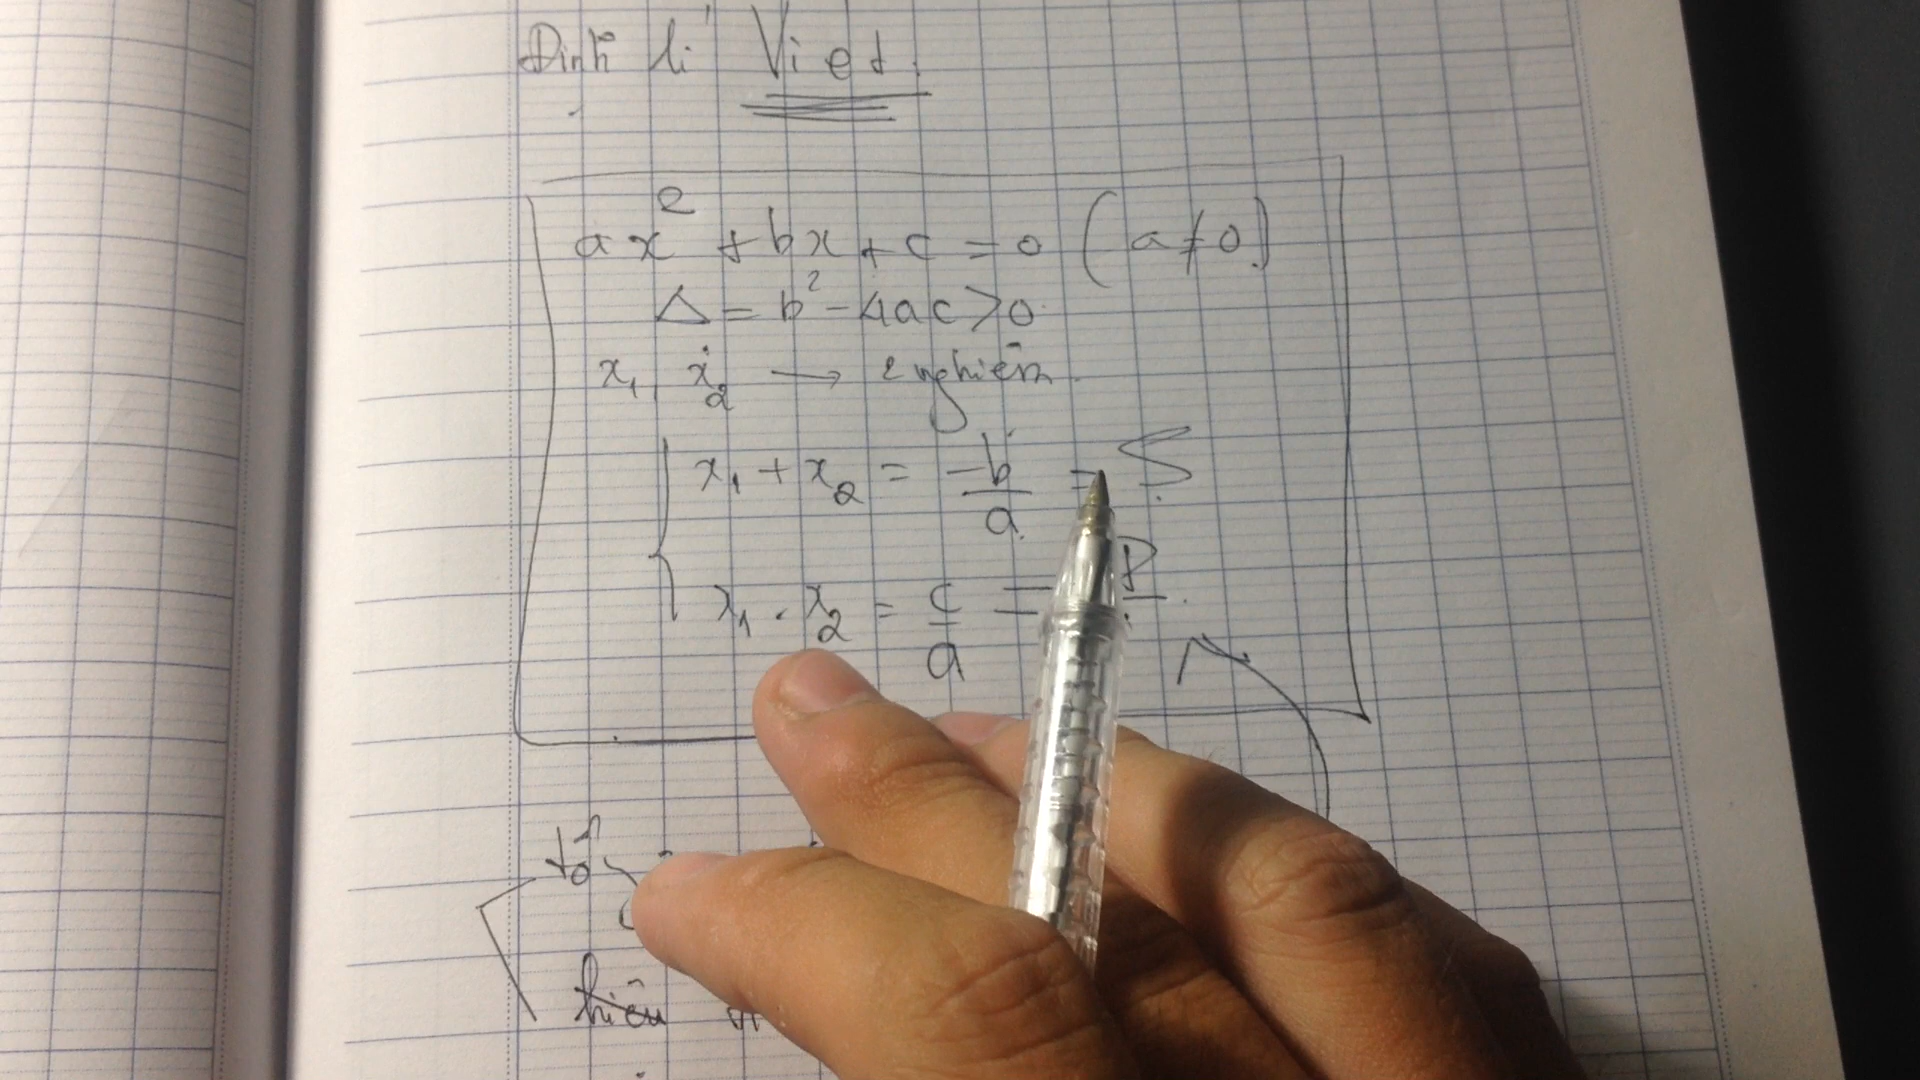 Định lí Viet.
ax² + bx + c = 0 (a ≠ 0)
Δ = b² - 4ac > 0
x₁, x₂ → 2 nghiệm.
x₁ + x₂ = -b/a = S
x₁ . x₂ = c/a = P
hiệu